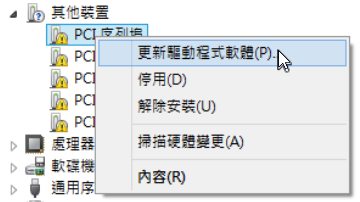 其他裝置
PCI 序列埠
PCI
PCI
PCI
PCI
處理器
軟碟機
通用序
更新驅動程式軟體(P)...
停用(D)
解除安裝(U)
掃描硬體變更(A)
內容(R)